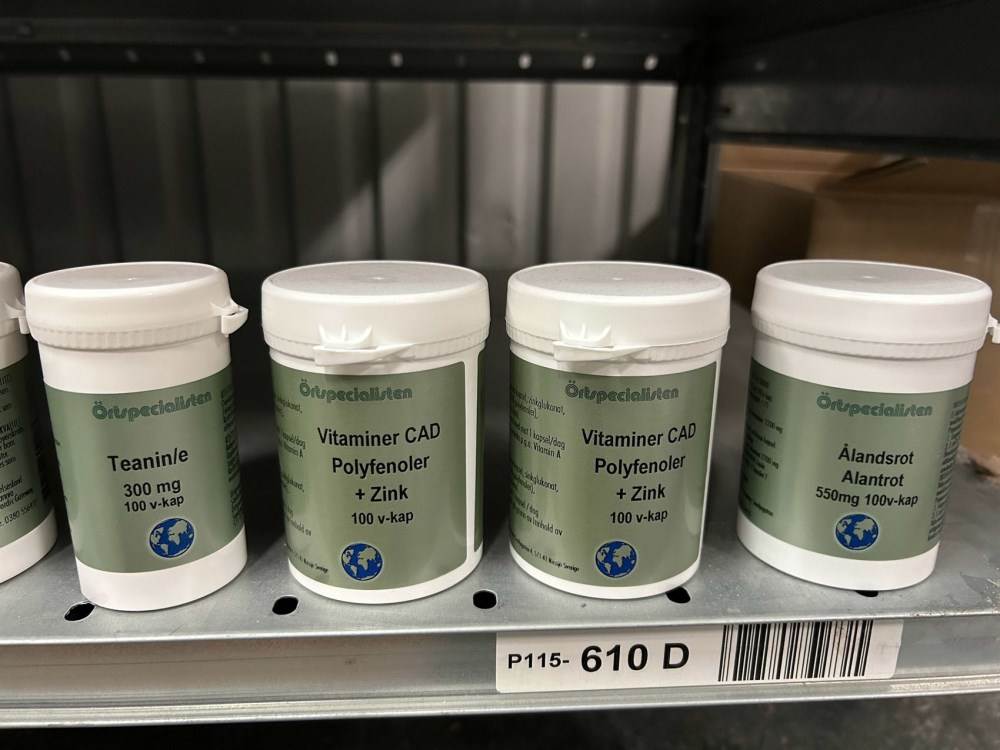 Örtspecialisten
Teanin/e
300 mg
100 v-kap
Örtspecialisten
Vitaminer CAD
Polyfenoler
+ Zink
100 v-kap
Örtspecialisten
Vitaminer CAD
Polyfenoler
+ Zink
100 v-kap
Örtspecialisten
Ålandsrot
Alantrot
550mg 100v-kap
P115- 610 D